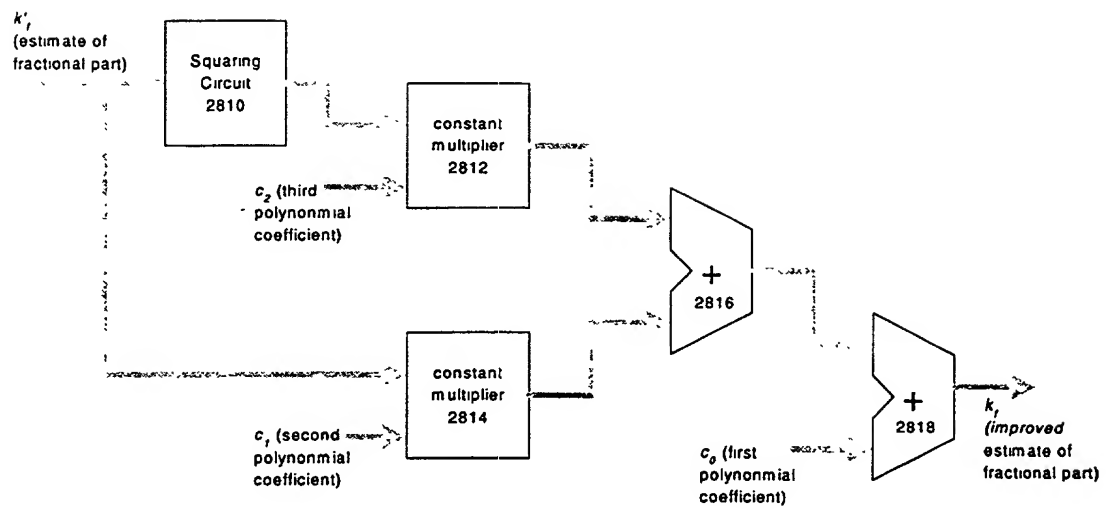 k'f
(estimate of
fractional part)
Squaring
Circuit
2810
constant
multiplier
2812
c2 (third
polynonmial
coefficient)
+
2816
constant
multiplier
2814
c1 (second
polynonmial
coefficient)
+
2818
kf
(improved
estimate of
fractional part)
c0 (first
polynonmial
coefficient)